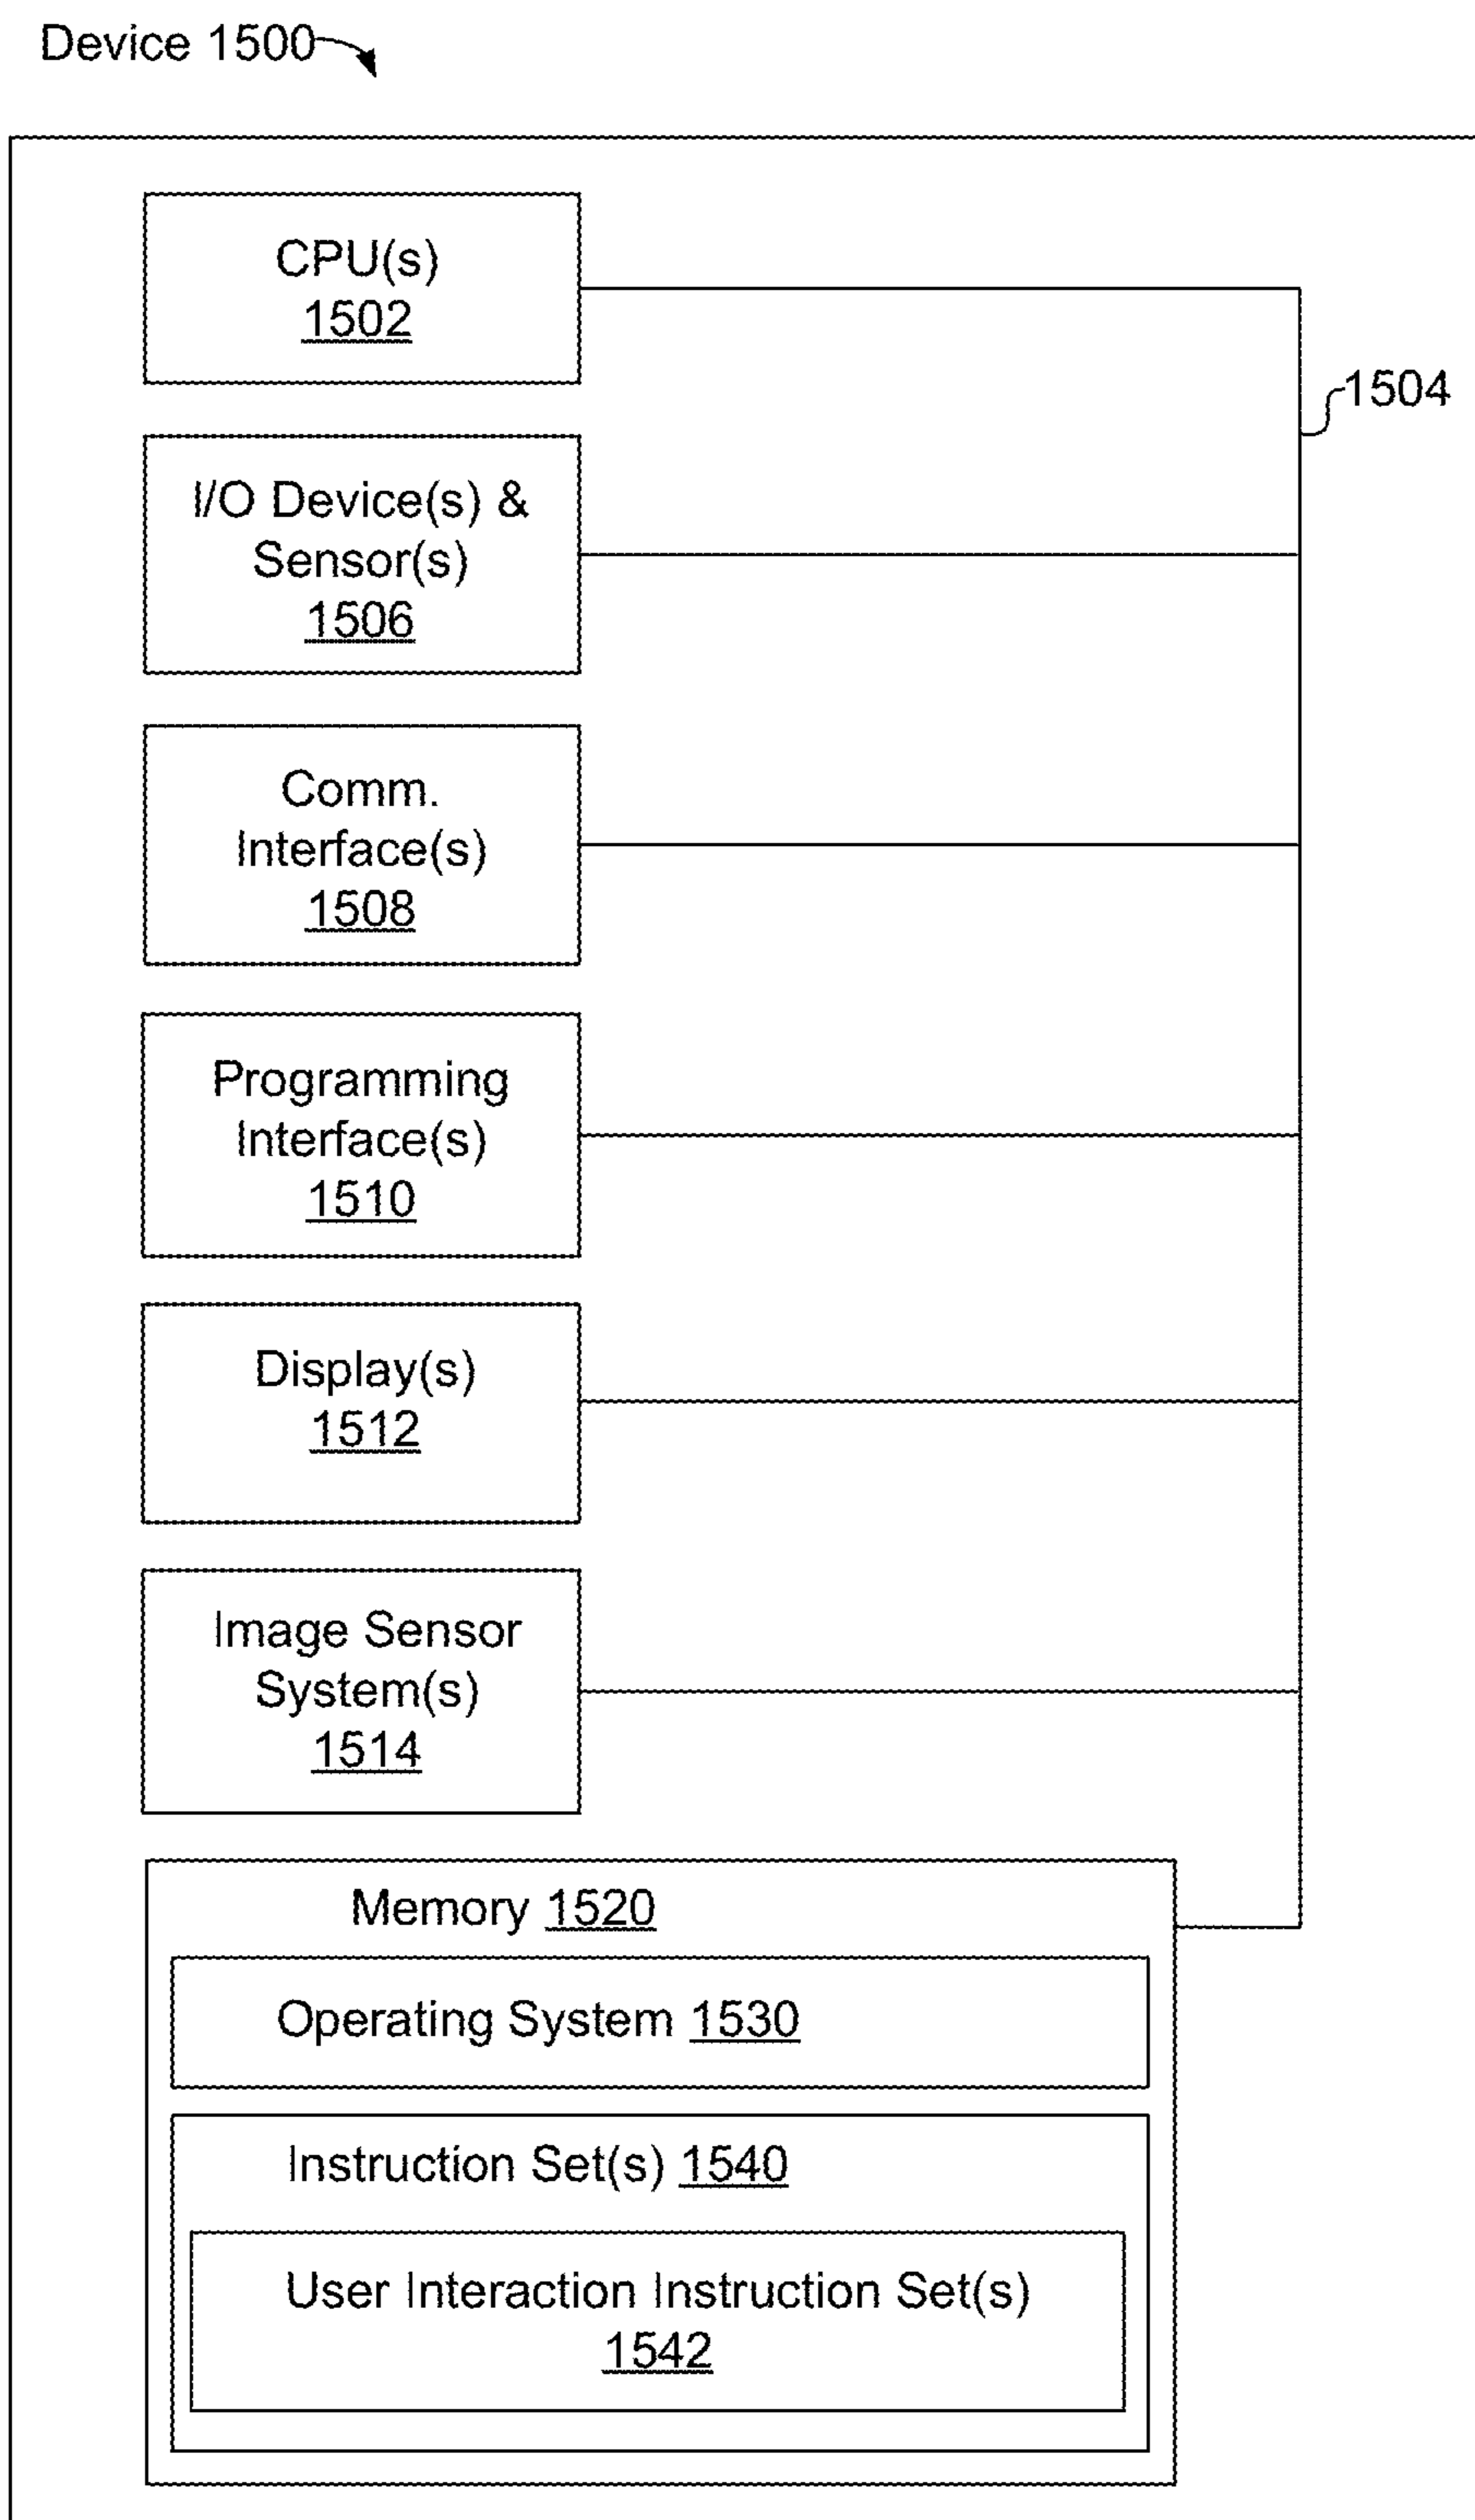 Device 1500
CPU(s)
1502
1504
I/O Device(s) &
Sensor(s)
1506
Comm.
Interface(s)
1508
Programming
Interface(s)
1510
Display(s)
1512
Image Sensor
System(s)
1514
Memory 1520
Operating System 1530
Instruction Set(s) 1540
User Interaction Instruction Set(s)
1542